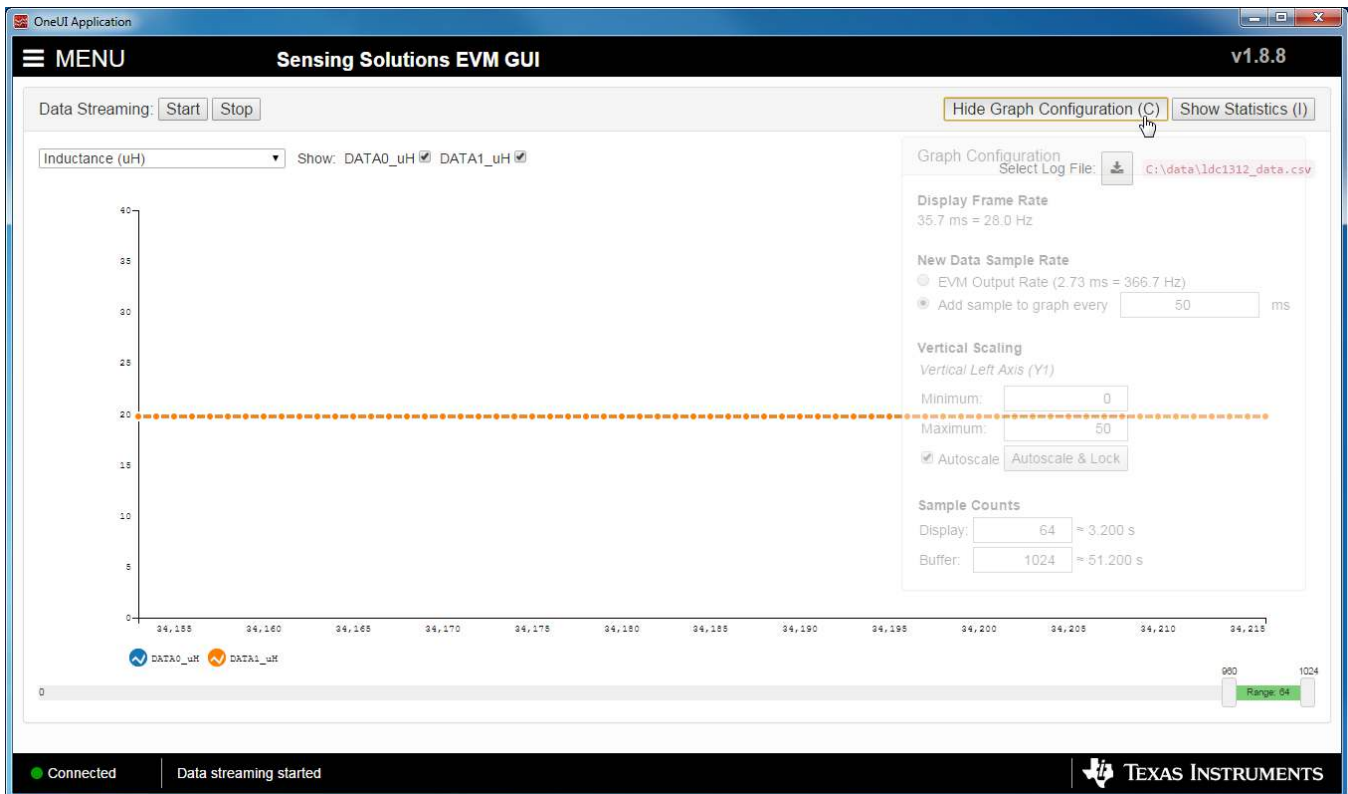 OneUI Application
MENU
Sensing Solutions EVM GUI
v1.8.8
Data Streaming: Start Stop
Hide Graph Configuration (C) Show Statistics (I)
Inductance (uH)
Show: DATA0_uH DATA1_uH
Graph Configuration
Select Log File: C:\data\ldc1312_data.csv
Display Frame Rate
35.7 ms = 28.0 Hz
New Data Sample Rate
EVM Output Rate (2.73 ms = 366.7 Hz)
Add sample to graph every 50 ms
Vertical Scaling
Vertical Left Axis (Y1)
Minimum: 0
Maximum: 50
Autoscale Autoscale & Lock
Sample Counts
Display: 64 ≈ 3.200 s
Buffer: 1024 ≈ 51.200 s
40
35
30
25
20
15
10
5
0
34,155 34,160 34,165 34,170 34,175 34,180 34,185 34,190 34,195 34,200 34,205 34,210 34,215
DATA0_uH DATA1_uH
960 1024
0 Range: 64
Connected
Data streaming started
TEXAS INSTRUMENTS